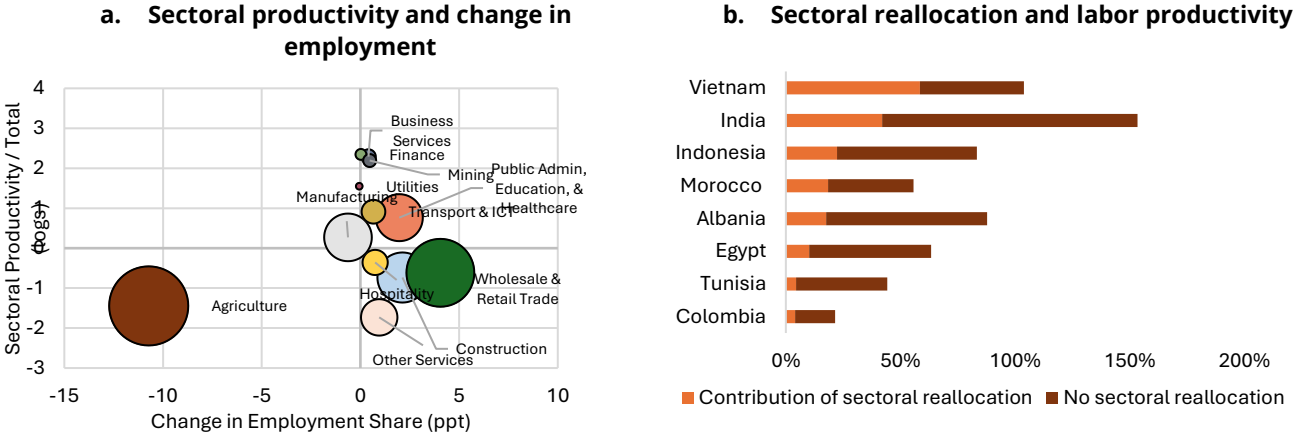 a. Sectoral productivity and change in
employment
Sectoral Productivity / Total
(logs)
4
3
2
1
0
-1
-2
-3
-15
-10
-5
0
5
10
Business
Services
Finance
Mining
Public Admin,
Education, &
Healthcare
Utilities
Manufacturing
Transport & ICT
Wholesale &
Retail Trade
Agriculture
Hospitality
Construction
Other Services
Change in Employment Share (ppt)
b. Sectoral reallocation and labor productivity
Vietnam
India
Indonesia
Morocco
Albania
Egypt
Tunisia
Colombia
0%
50%
100%
150%
200%
Contribution of sectoral reallocation
No sectoral reallocation